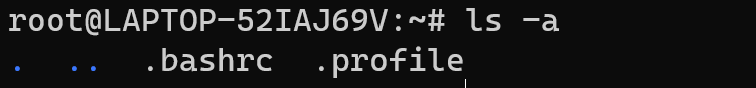 root@LAPTOP-52IAJ69V:~# ls -a
.  ..  .bashrc  .profile